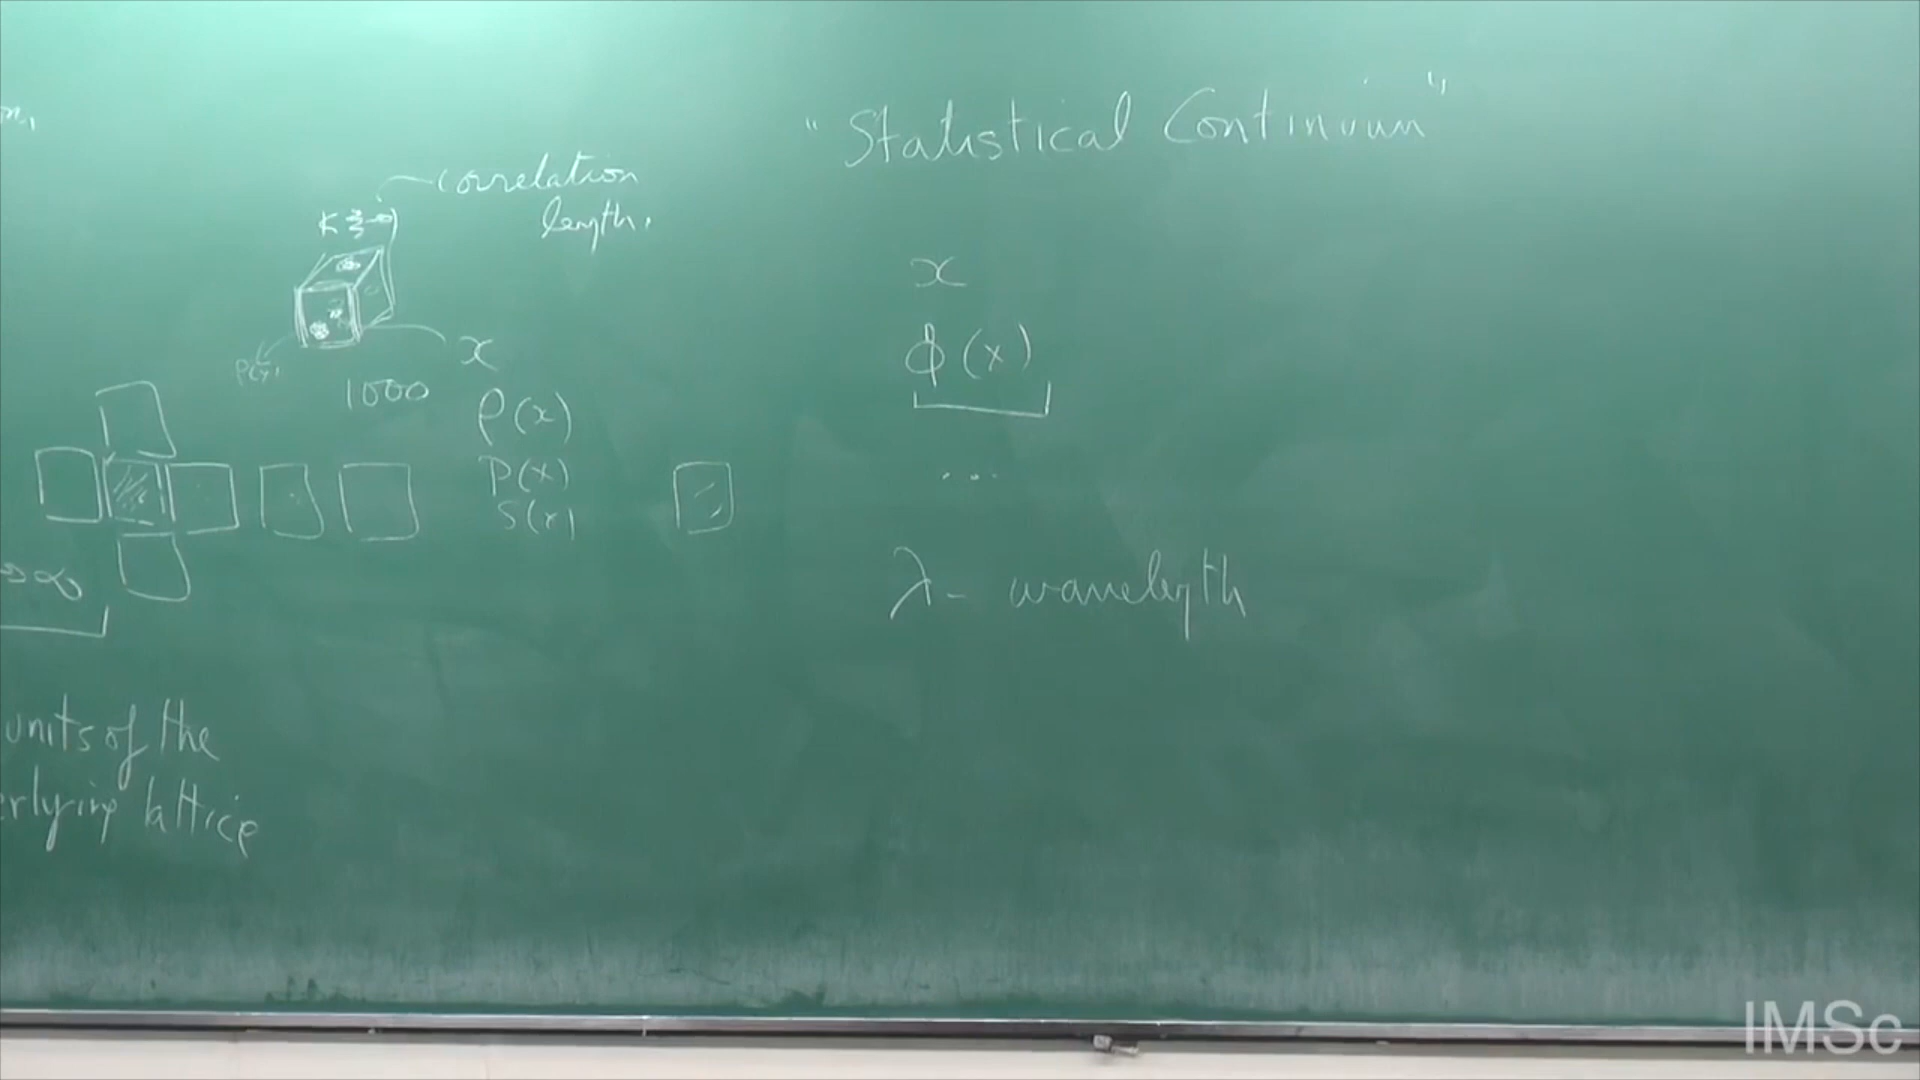 correlation
length.
ξ
x
1000
ρ(x)
P(x)
S(x)
→ ∞
units of the
erlying lattice
"Statistical Continuum"
x
ϕ(x)
...
λ - wavelength
IMSc